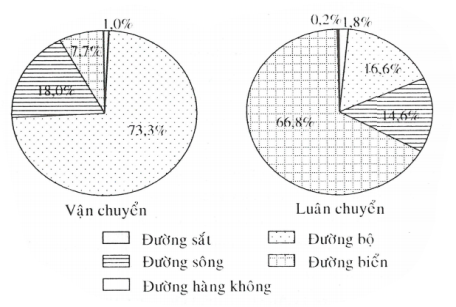 1,0%
7,7%
18,0%
73,3%
0,2%
1,8%
16,6%
14,6%
66,8%
Vận chuyển
Luân chuyển
Đường sắt
Đường bộ
Đường sông
Đường biển
Đường hàng không